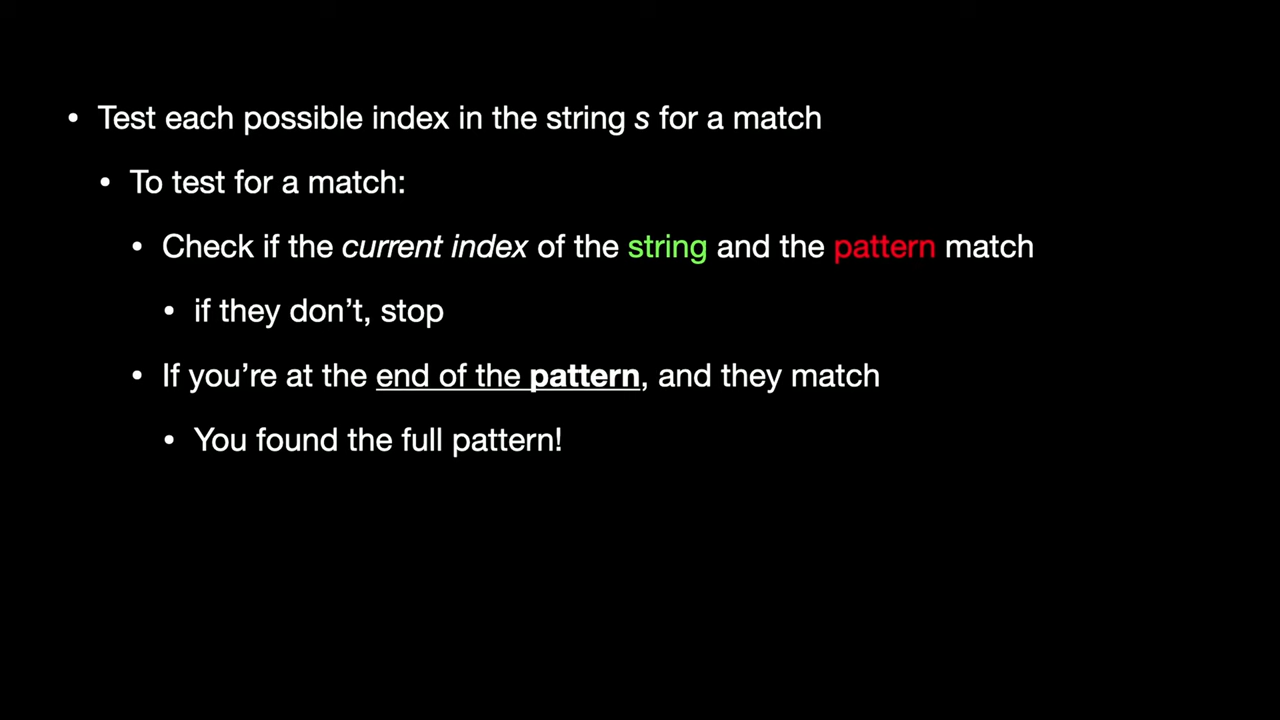 • Test each possible index in the string s for a match
• To test for a match:
• Check if the current index of the string and the pattern match
• if they don’t, stop
• If you’re at the end of the pattern, and they match
• You found the full pattern!